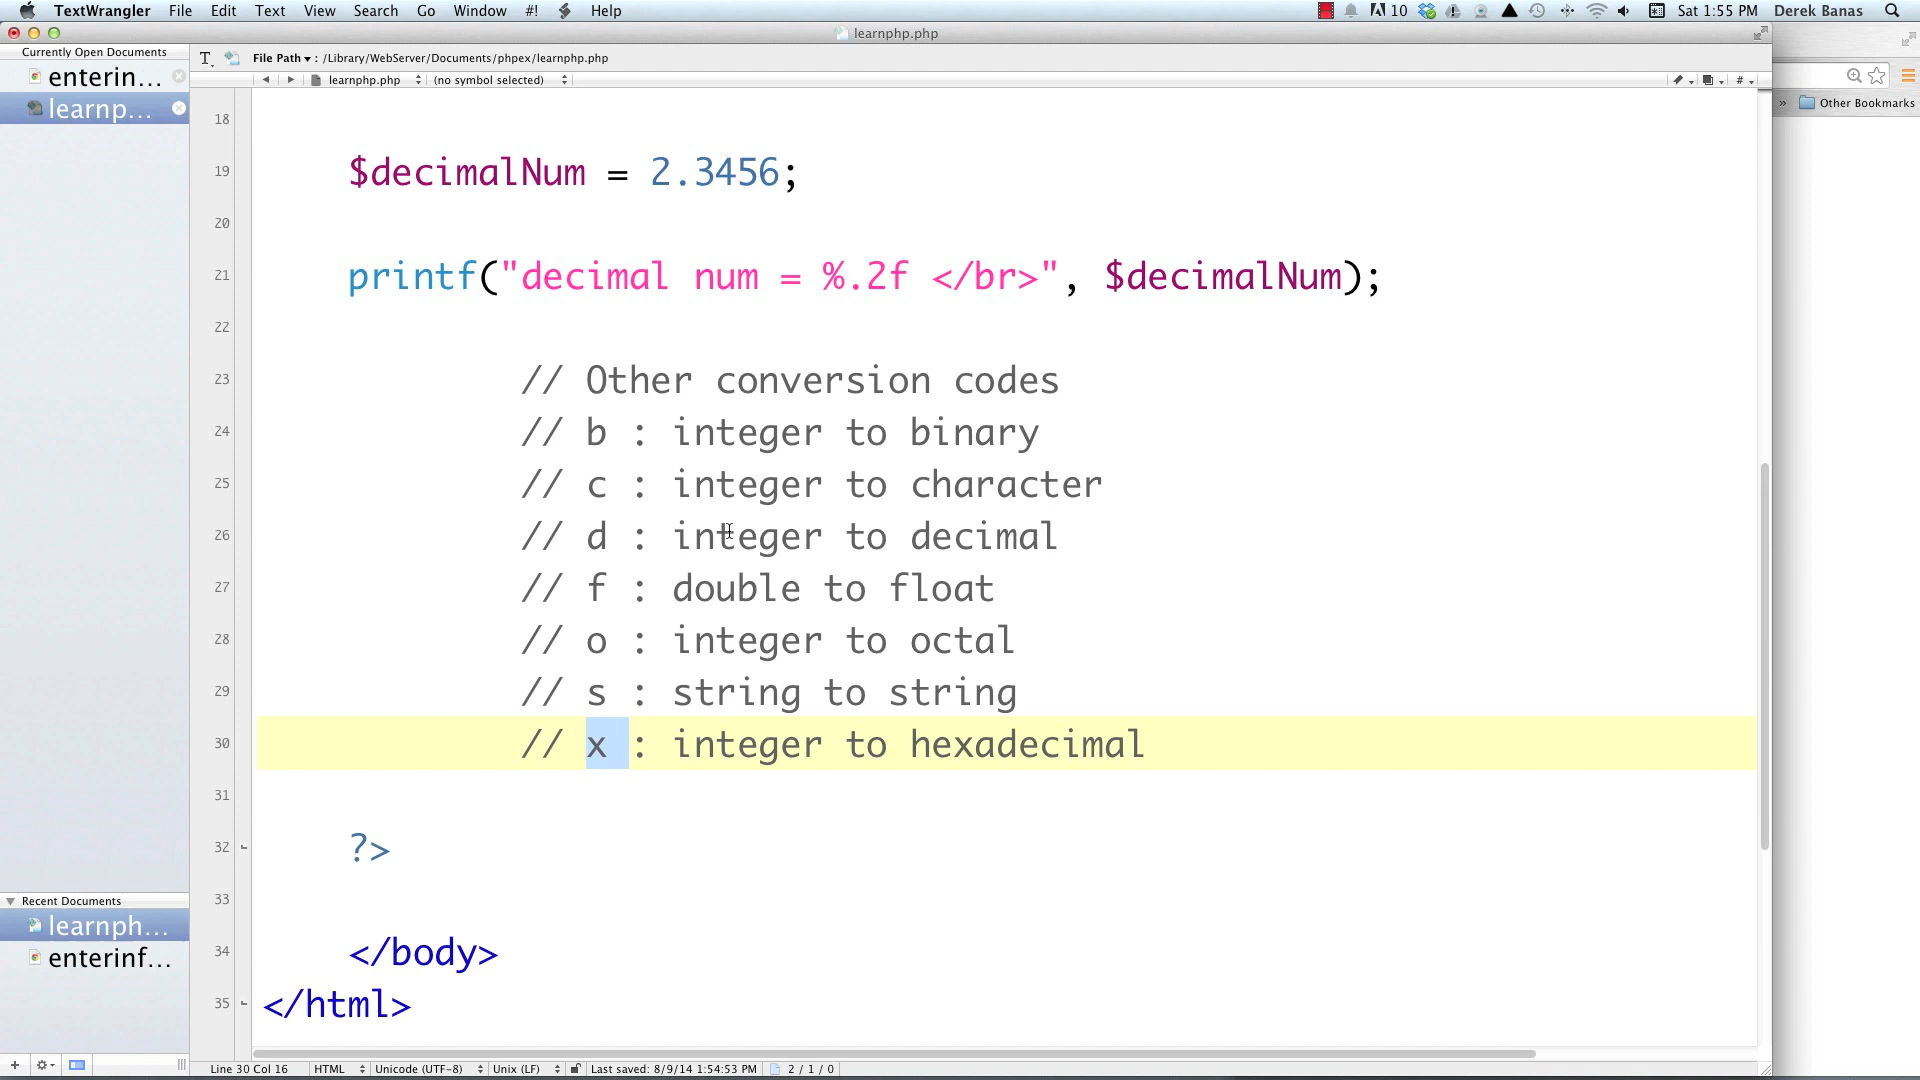 TextWrangler File Edit Text View Search Go Window #! Help 10 Sat 1:55 PM Derek Banas
learnphp.php
Currently Open Documents
enterin...
learnp...
File Path ▾ : /Library/WebServer/Documents/phpex/learnphp.php
learnphp.php (no symbol selected) #
» Other Bookmarks
18
19 $decimalNum = 2.3456;
20
21 printf("decimal num = %.2f </br>", $decimalNum);
22
23 // Other conversion codes
24 // b : integer to binary
25 // c : integer to character
26 // d : integer to decimal
27 // f : double to float
28 // o : integer to octal
29 // s : string to string
30 // x : integer to hexadecimal
31
32 ?>
33
34 </body>
35 </html>
Recent Documents
learnph...
enterinf...
Line 30 Col 16 HTML Unicode (UTF-8) Unix (LF) Last saved: 8/9/14 1:54:53 PM 2 / 1 / 0